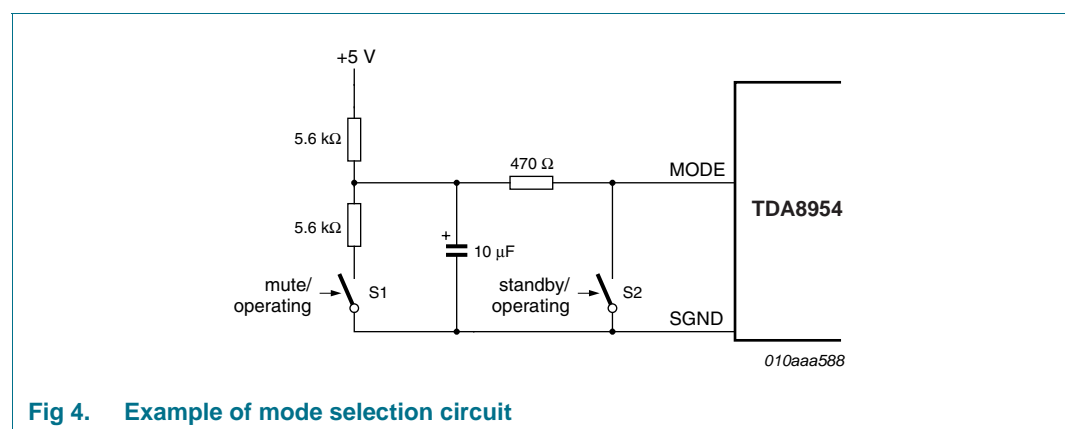 +5 V
5.6 kΩ
470 Ω
MODE
TDA8954
5.6 kΩ
+
10 μF
mute/
operating
S1
standby/
operating
S2
SGND
010aaa588
Fig 4. Example of mode selection circuit